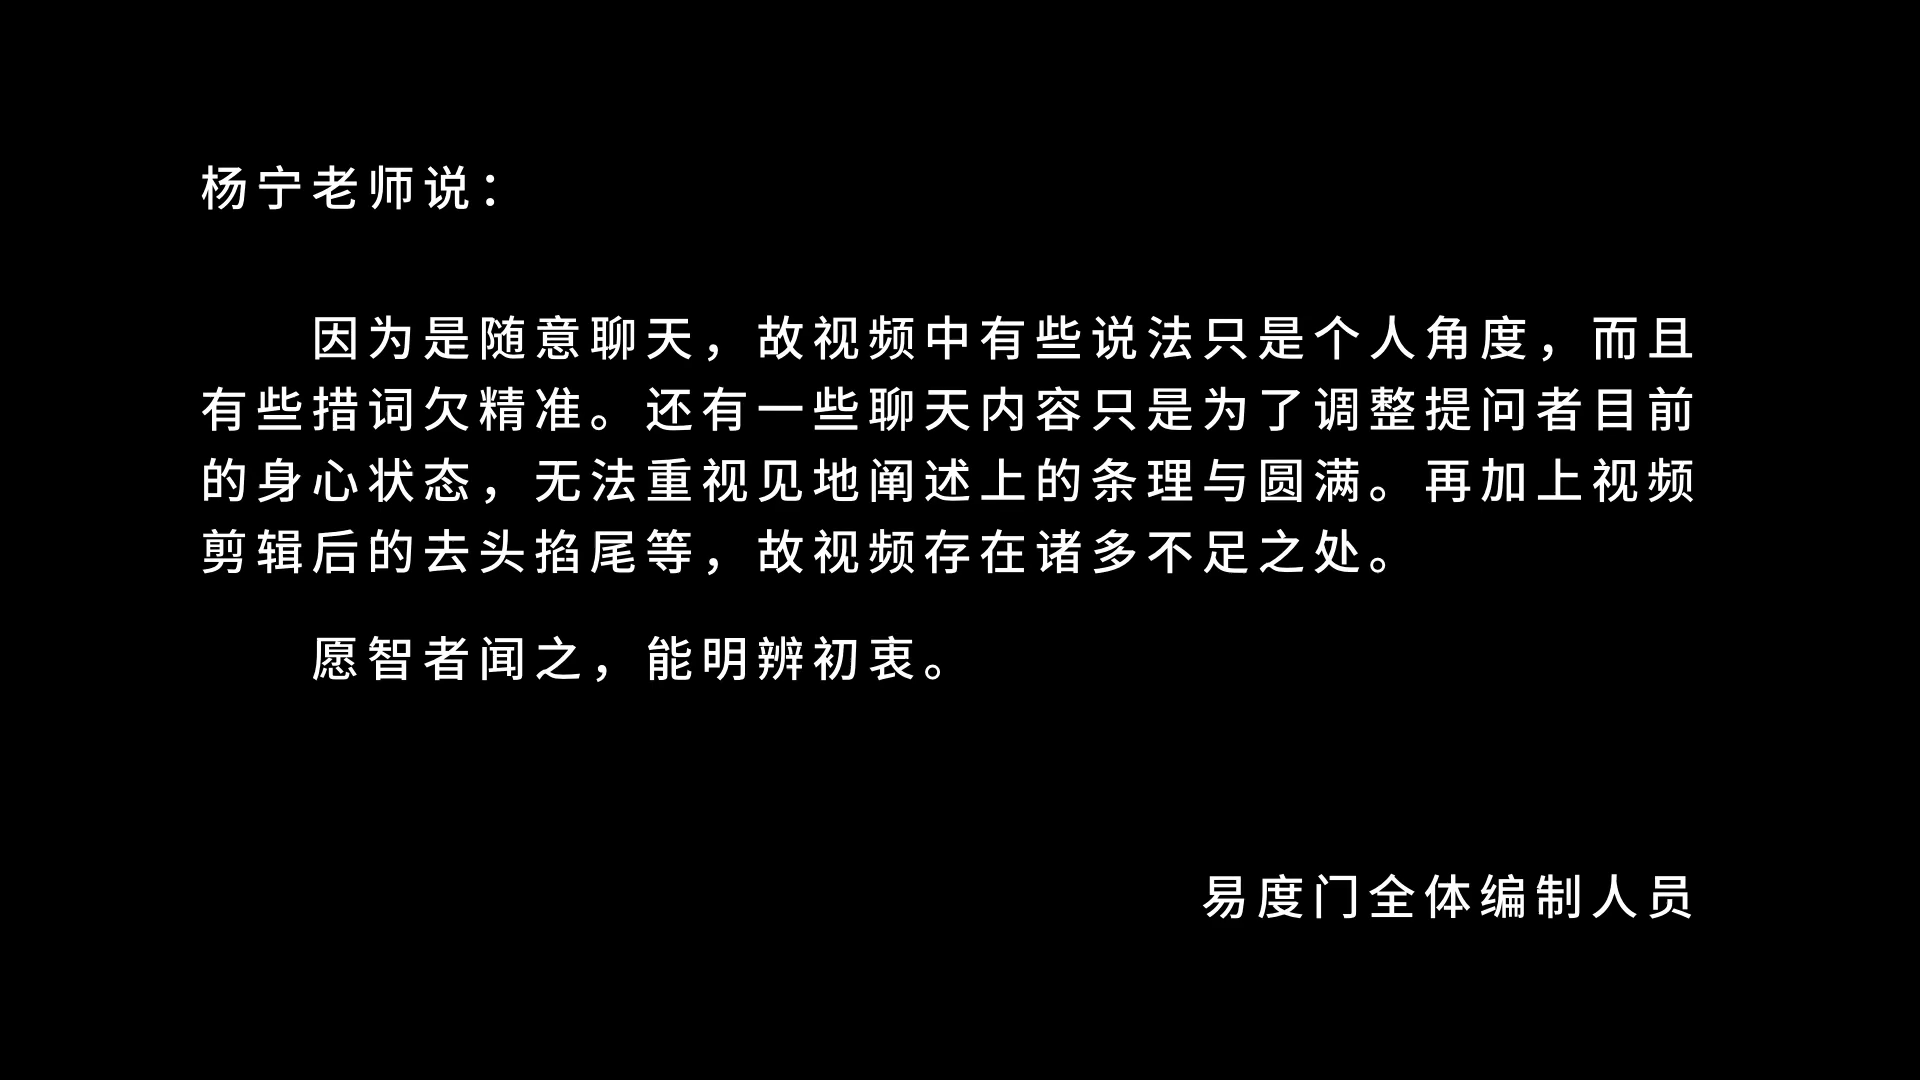 杨宁老师说：
因为是随意聊天，故视频中有些说法只是个人角度，而且
有些措词欠精准。还有一些聊天内容只是为了调整提问者目前
的身心状态，无法重视见地阐述上的条理与圆满。再加上视频
剪辑后的去头掐尾等，故视频存在诸多不足之处。
愿智者闻之，能明辨初衷。
易度门全体编制人员